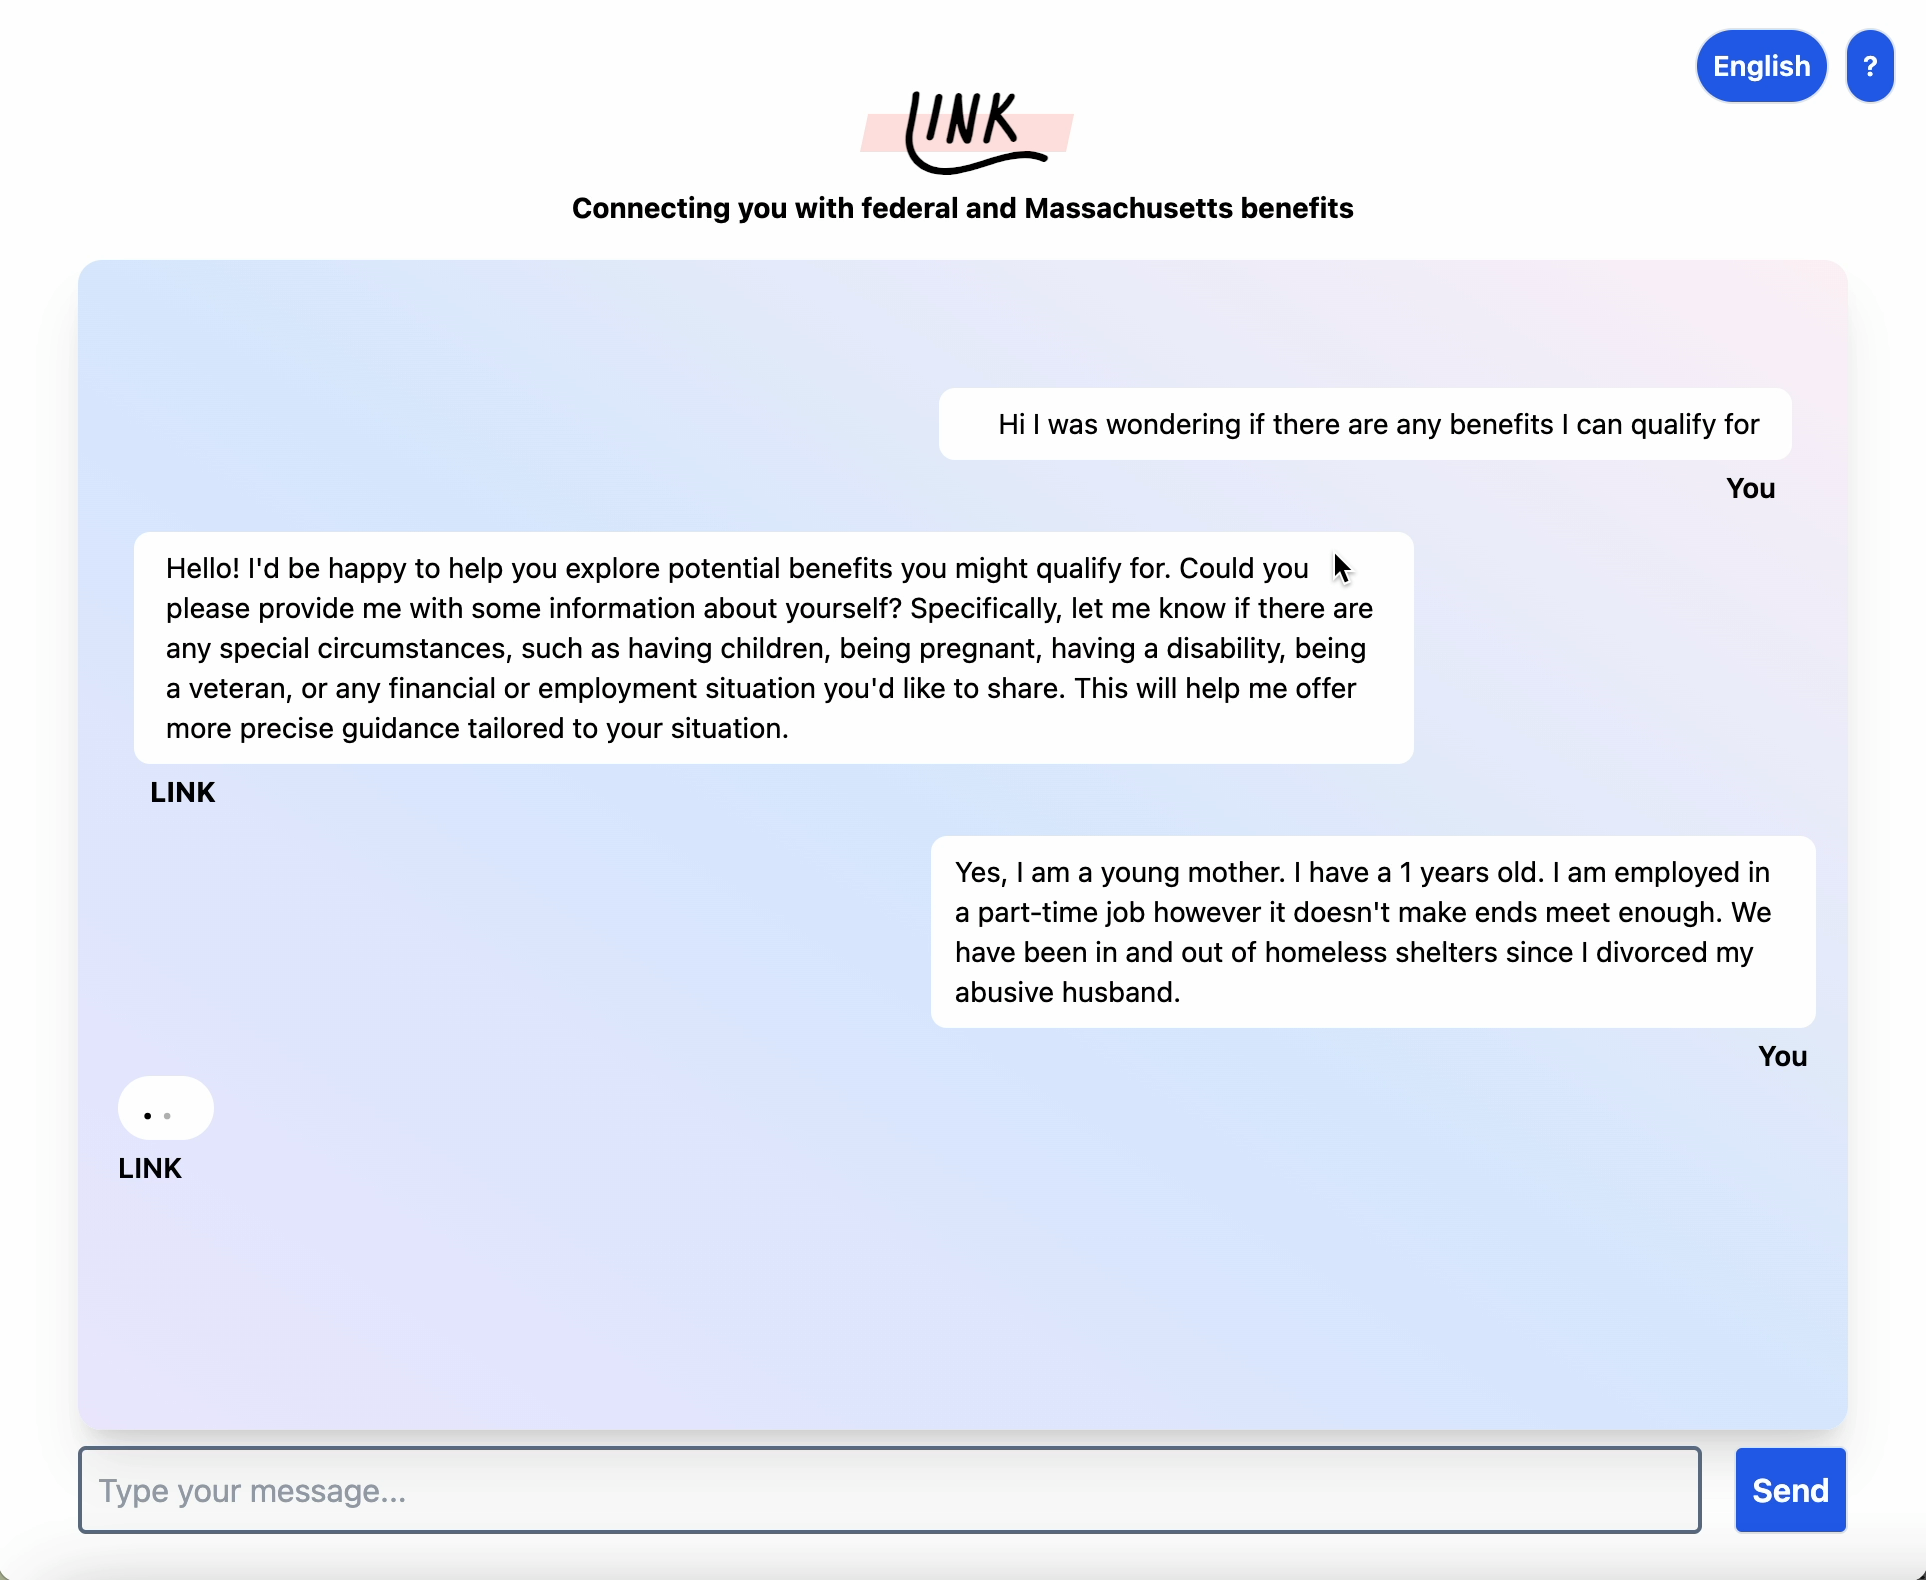 English
?
LINK
Connecting you with federal and Massachusetts benefits
Hi I was wondering if there are any benefits I can qualify for
You
Hello! I'd be happy to help you explore potential benefits you might qualify for. Could you
please provide me with some information about yourself? Specifically, let me know if there are
any special circumstances, such as having children, being pregnant, having a disability, being
a veteran, or any financial or employment situation you'd like to share. This will help me offer
more precise guidance tailored to your situation.
LINK
Yes, I am a young mother. I have a 1 years old. I am employed in
a part-time job however it doesn't make ends meet enough. We
have been in and out of homeless shelters since I divorced my
abusive husband.
You
. .
LINK
Type your message...
Send